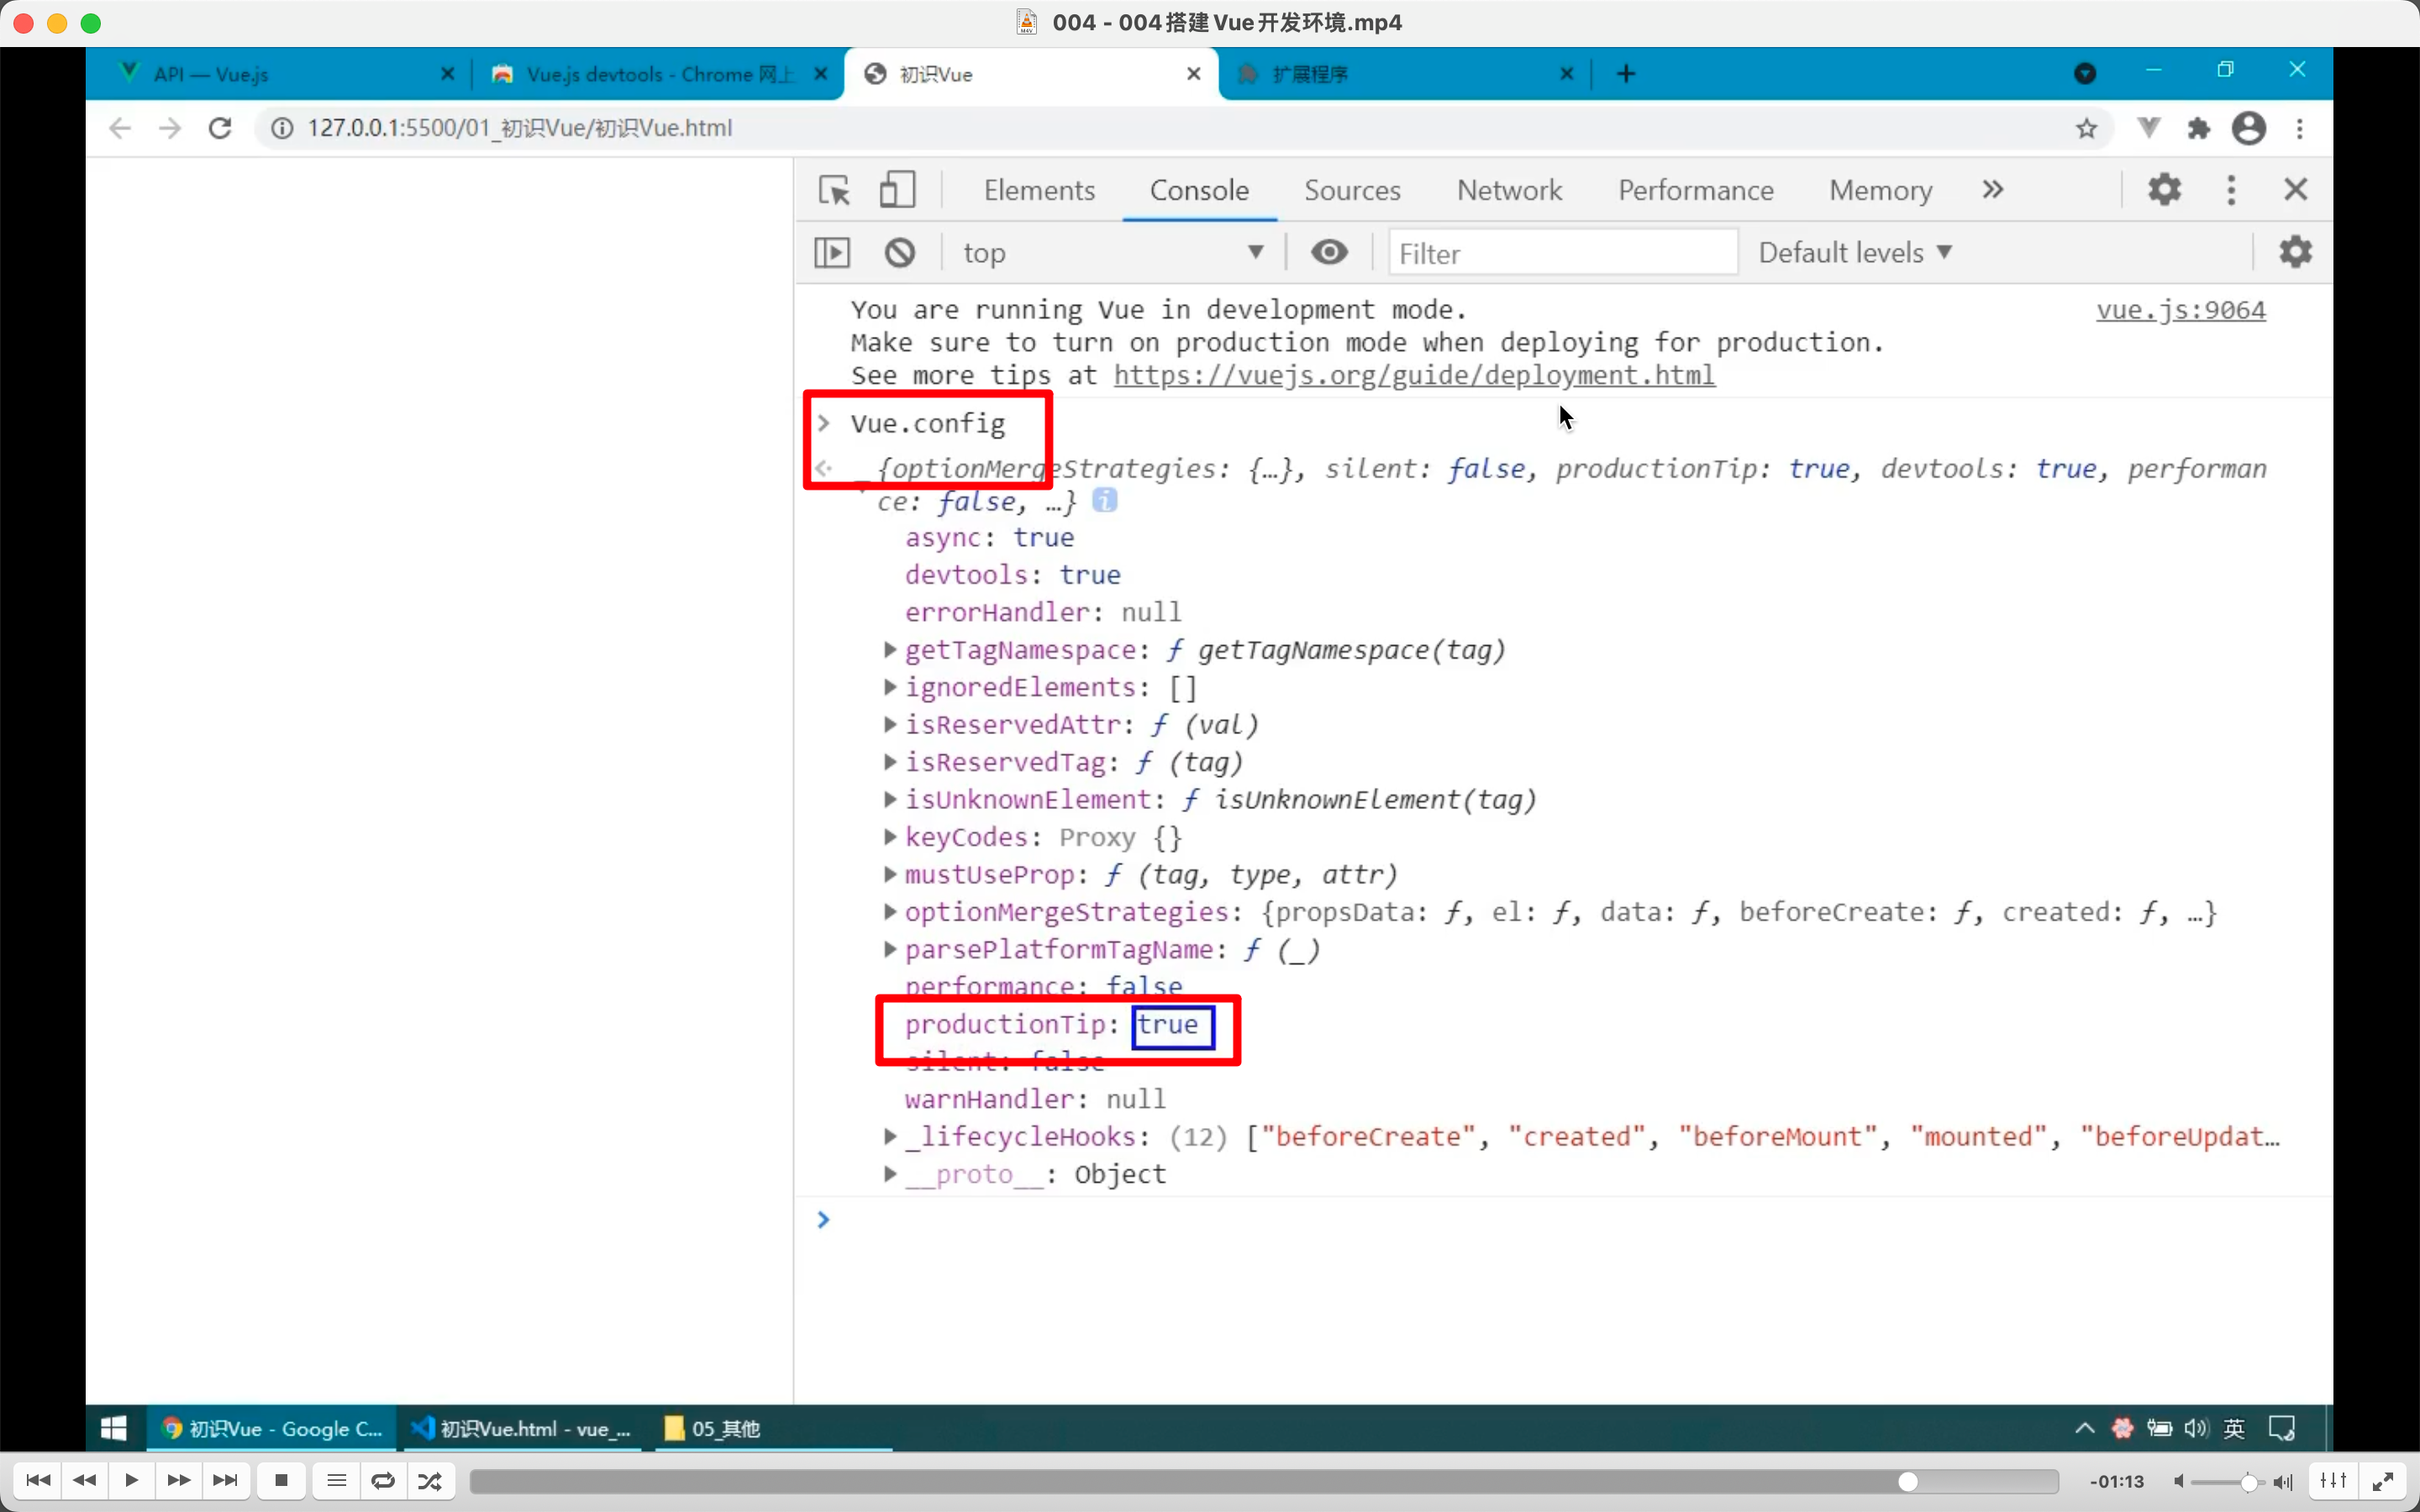 004 - 004搭建Vue开发环境.mp4
API — Vue.js
Vue.js devtools - Chrome 网上
初识Vue
扩展程序
127.0.0.1:5500/01_初识Vue/初识Vue.html
Elements
Console
Sources
Network
Performance
Memory
top
Filter
Default levels
You are running Vue in development mode.
vue.js:9064
Make sure to turn on production mode when deploying for production.
See more tips at https://vuejs.org/guide/deployment.html
Vue.config
_ {optionMergeStrategies: {…}, silent: false, productionTip: true, devtools: true, performan
ce: false, …}
async: true
devtools: true
errorHandler: null
getTagNamespace: ƒ getTagNamespace(tag)
ignoredElements: []
isReservedAttr: ƒ (val)
isReservedTag: ƒ (tag)
isUnknownElement: ƒ isUnknownElement(tag)
keyCodes: Proxy {}
mustUseProp: ƒ (tag, type, attr)
optionMergeStrategies: {propsData: ƒ, el: ƒ, data: ƒ, beforeCreate: ƒ, created: ƒ, …}
parsePlatformTagName: ƒ (_)
performance: false
productionTip: true
silent: false
warnHandler: null
_lifecycleHooks: (12) ["beforeCreate", "created", "beforeMount", "mounted", "beforeUpdat…
__proto__: Object
初识Vue - Google C...
初识Vue.html - vue_...
05_其他
英
-01:13